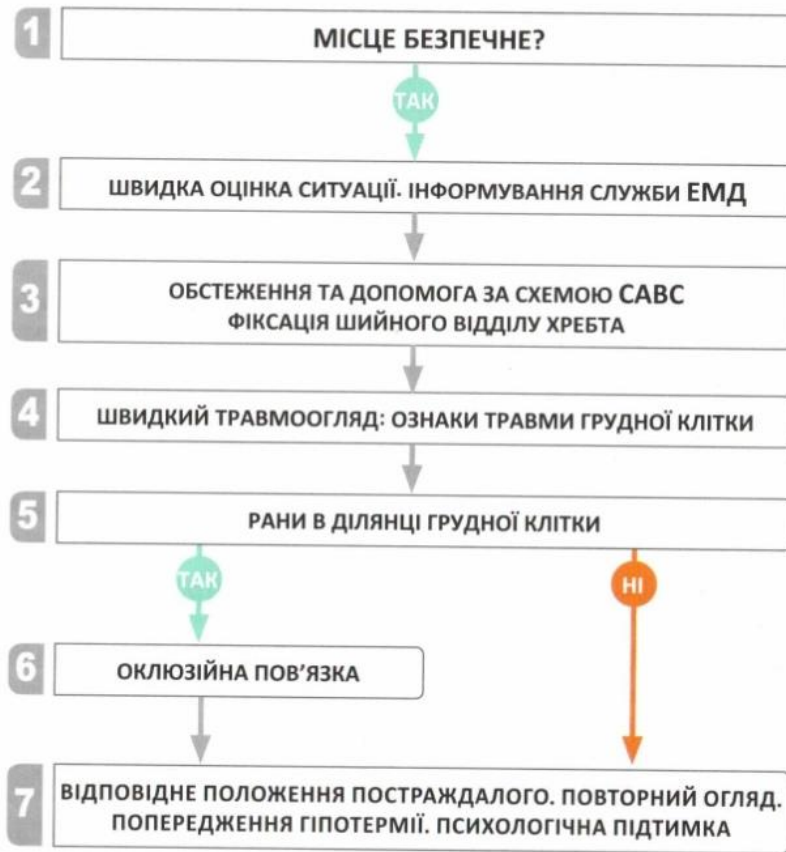 1
МІСЦЕ БЕЗПЕЧНЕ?
ТАК
2
ШВИДКА ОЦІНКА СИТУАЦІЇ. ІНФОРМУВАННЯ СЛУЖБИ ЕМД
3
ОБСТЕЖЕННЯ ТА ДОПОМОГА ЗА СХЕМОЮ САВС
ФІКСАЦІЯ ШИЙНОГО ВІДДІЛУ ХРЕБТА
4
ШВИДКИЙ ТРАВМООГЛЯД: ОЗНАКИ ТРАВМИ ГРУДНОЇ КЛІТКИ
5
РАНИ В ДІЛЯНЦІ ГРУДНОЇ КЛІТКИ
ТАК
НІ
6
ОКЛЮЗІЙНА ПОВ'ЯЗКА
7
ВІДПОВІДНЕ ПОЛОЖЕННЯ ПОСТРАЖДАЛОГО. ПОВТОРНИЙ ОГЛЯД.
ПОПЕРЕДЖЕННЯ ГІПОТЕРМІЇ. ПСИХОЛОГІЧНА ПІДТИМКА